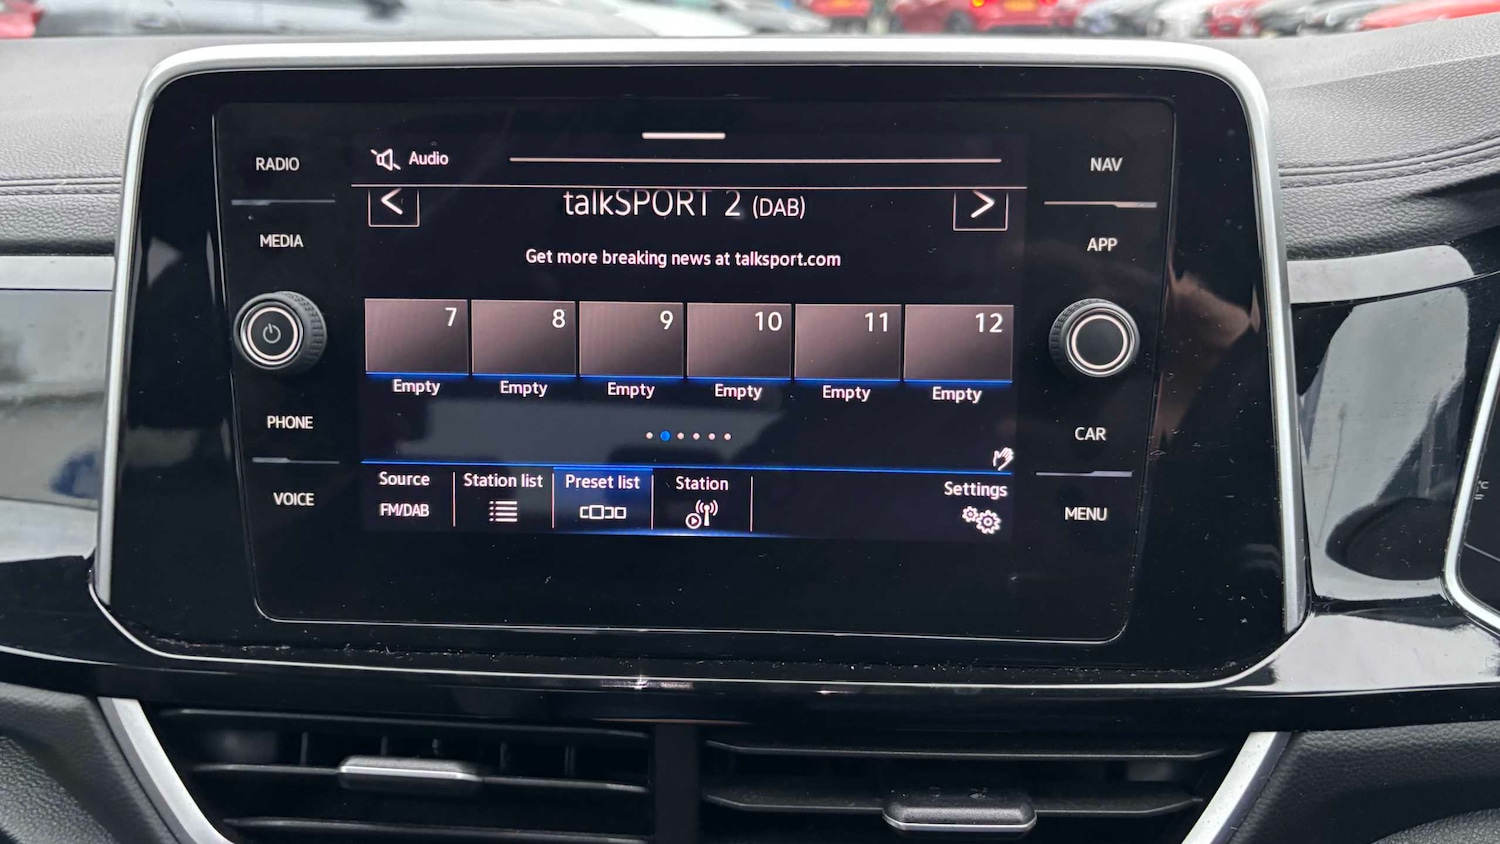 RADIO
MEDIA
PHONE
VOICE
Audio
talkSPORT 2 (DAB)
Get more breaking news at talksport.com
7 8 9 10 11 12
Empty Empty Empty Empty Empty Empty
Source Station list Preset list Station Settings
FM/DAB
NAV
APP
CAR
MENU